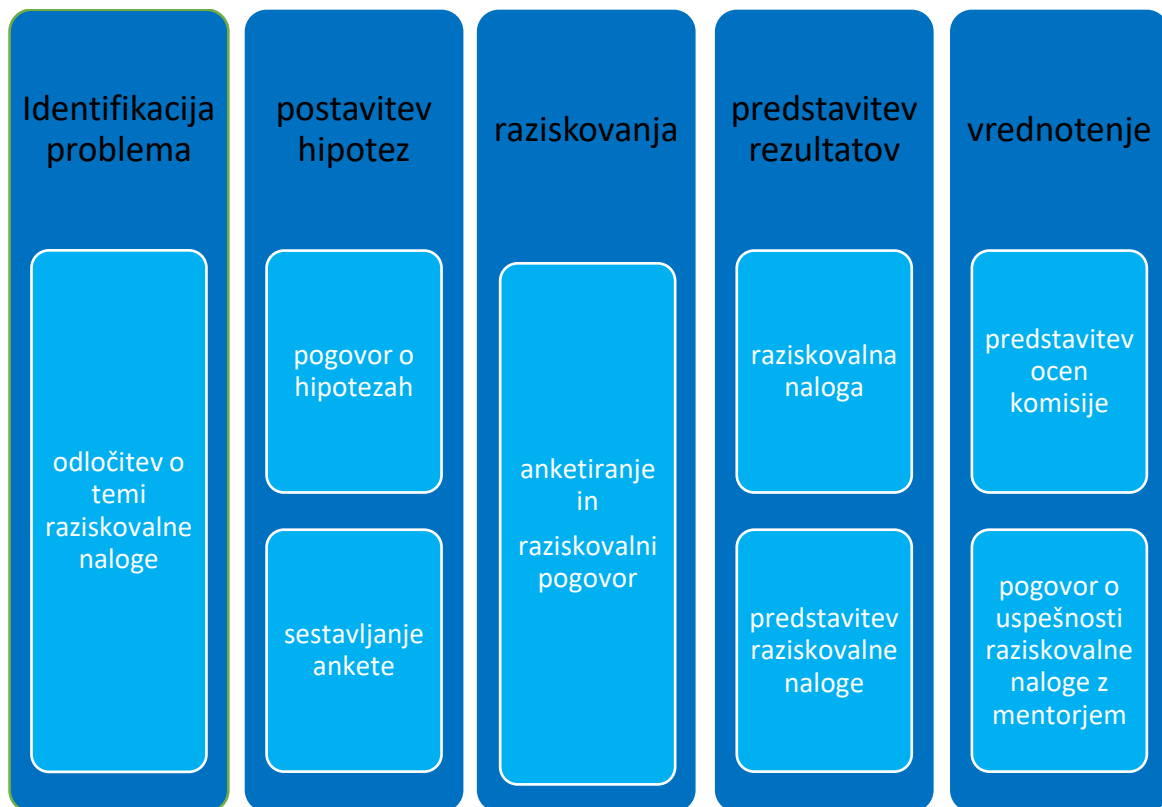 Identifikacija
problema
odločitev o
temi
raziskovalne
naloge
postavitev
hipotez
pogovor o
hipotezah
sestavljanje
ankete
raziskovanja
anketiranje
in
raziskovalni
pogovor
predstavitev
rezultatov
raziskovalna
naloga
predstavitev
raziskovalne
naloge
vrednotenje
predstavitev
ocen
komisije
pogovor o
uspešnosti
raziskovalne
naloge z
mentorjem